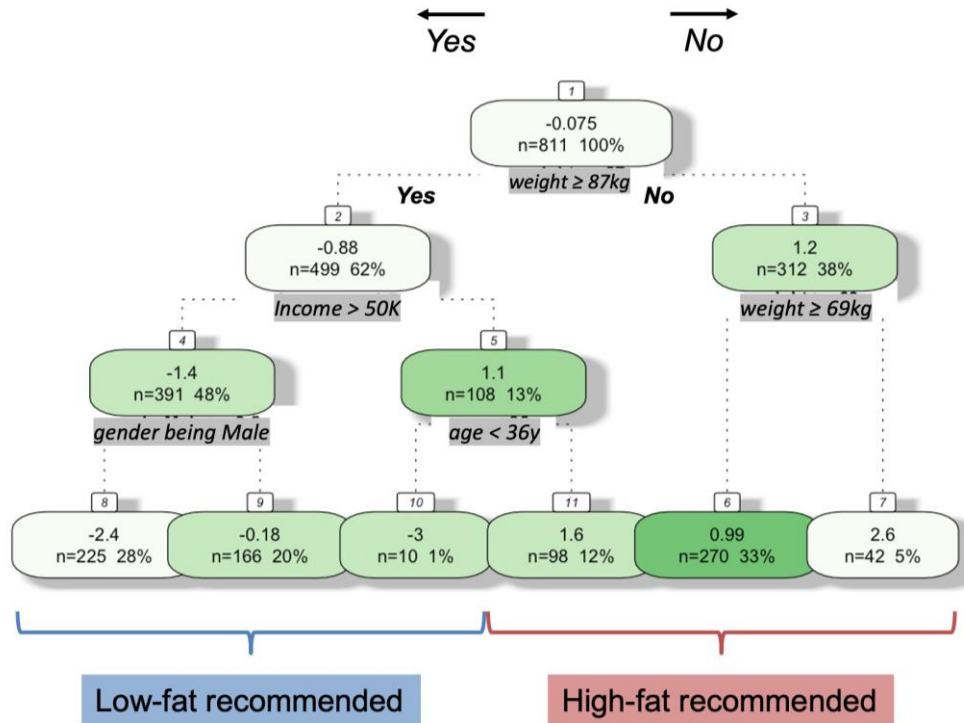 Yes No
1
-0.075
n=811 100%
weight ≥ 87kg
Yes No
2
-0.88
n=499 62%
Income > 50K
3
1.2
n=312 38%
weight ≥ 69kg
4
-1.4
n=391 48%
gender being Male
5
1.1
n=108 13%
age < 36y
8
-2.4
n=225 28%
9
-0.18
n=166 20%
10
-3
n=10 1%
11
1.6
n=98 12%
6
0.99
n=270 33%
7
2.6
n=42 5%
Low-fat recommended
High-fat recommended